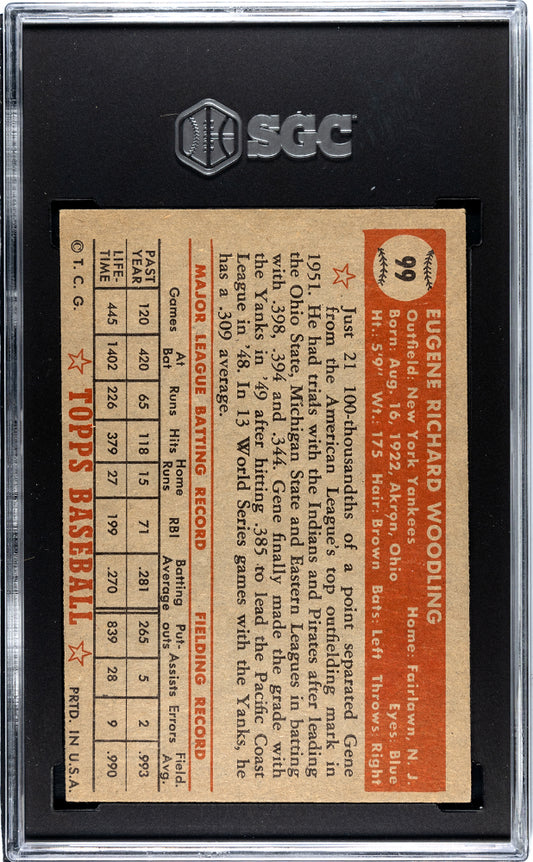 SGC
99
EUGENE RICHARD WOODLING
Outfield: New York Yankees Home: Fairlawn, N. J.
Born: Aug. 16, 1922, Akron, Ohio Eyes: Blue
Ht.: 5'9" Wt.: 175 Hair: Brown Bats: Left Throws: Right
Just 21 100-thousandths of a point separated Gene
from the American League's top outfielding mark in
1951. He had trials with the Indians and Pirates after leading
the Ohio State, Michigan State and Eastern Leagues in batting
with .398, .394 and .344. Gene finally made the grade with
the Yanks in '49 after hitting .385 to lead the Pacific Coast
League in '48. In 13 World Series games with the Yanks, he
has a .309 average.
MAJOR LEAGUE BATTING RECORD FIELDING RECORD
Games At Bat Runs Hits Home Runs RBI Batting Average Put-outs Assists Errors Field. Avg.
PAST YEAR 120 420 65 118 15 71 .281 265 5 2 .993
LIFE-TIME 445 1402 226 379 27 199 .270 839 28 9 .990
© T. C. G. TOPPS BASEBALL PRTD. IN U.S.A.